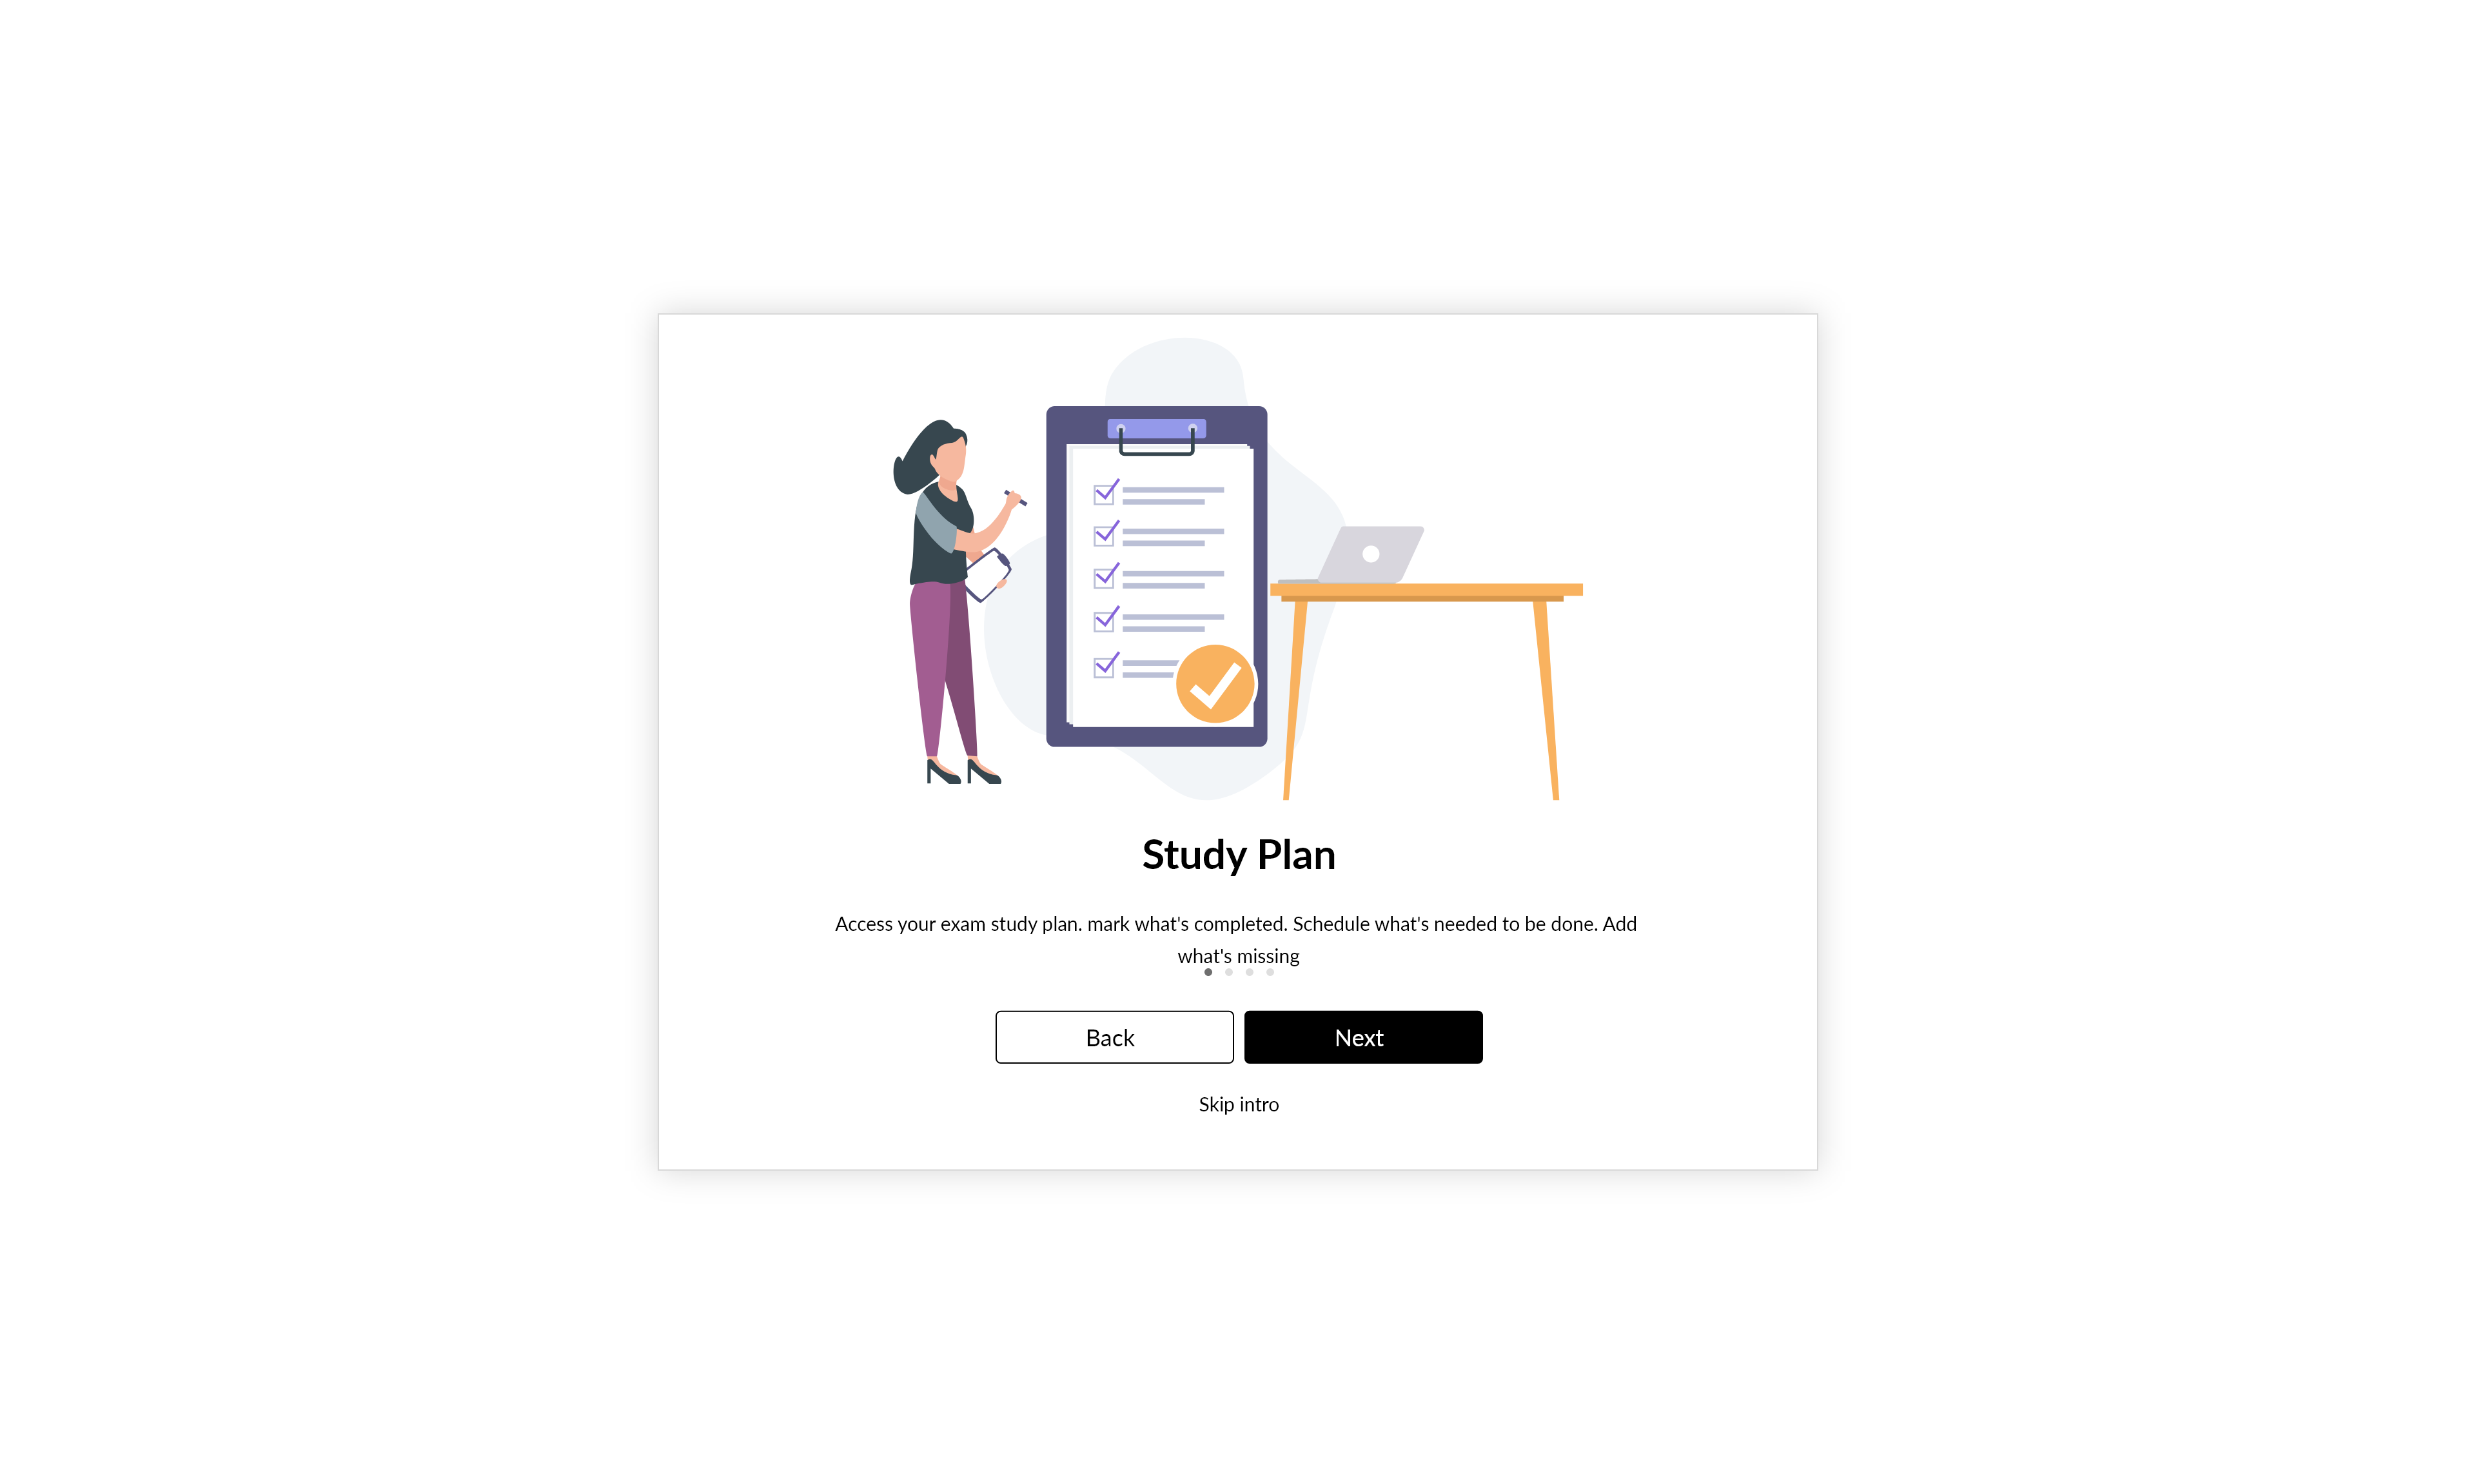 Study Plan
Access your exam study plan. mark what's completed. Schedule what's needed to be done. Add
what's missing
Back
Next
Skip intro